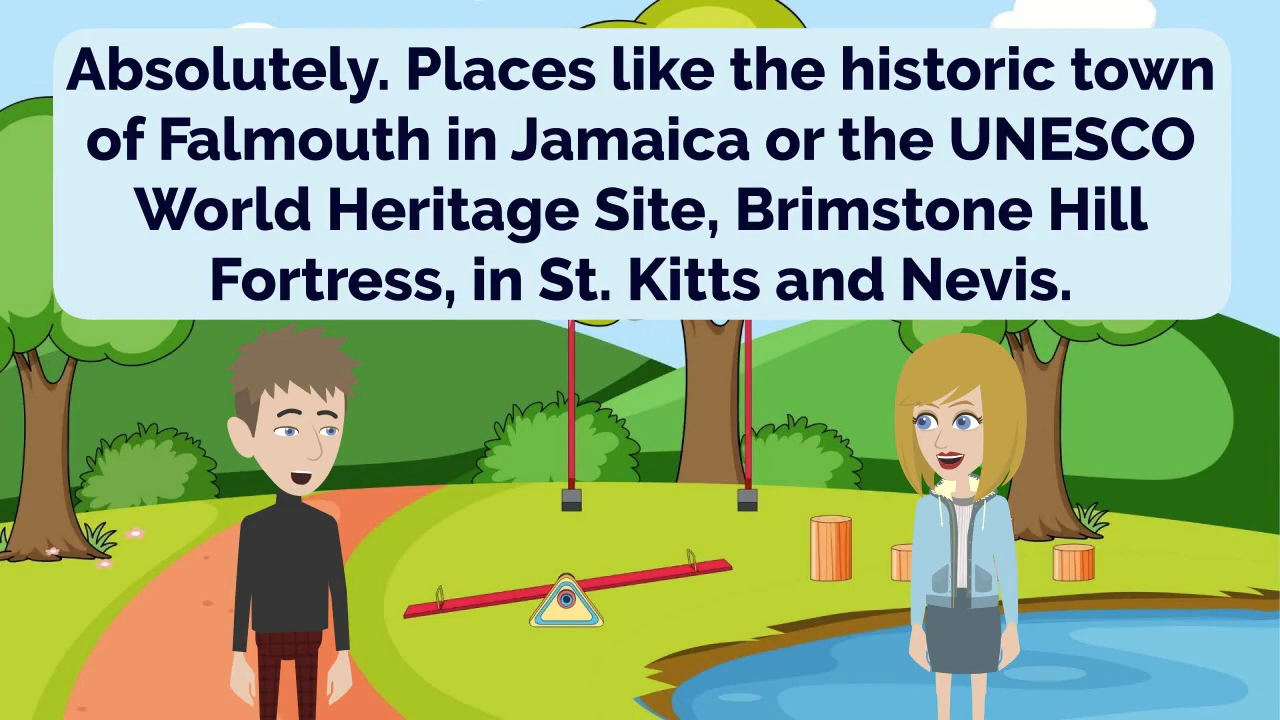 Absolutely. Places like the historic town
of Falmouth in Jamaica or the UNESCO
World Heritage Site, Brimstone Hill
Fortress, in St. Kitts and Nevis.